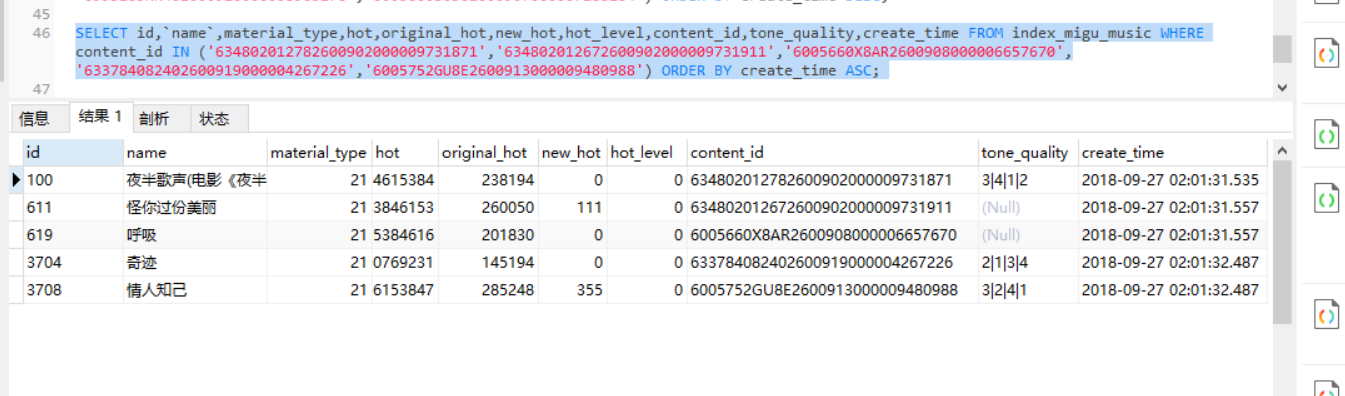 45
46 SELECT id,`name`,material_type,hot,original_hot,new_hot,hot_level,content_id,tone_quality,create_time FROM index_migu_music WHERE
content_id IN ('634802012782600902000009731871','634802012672600902000009731911','6005660X8AR2600908000006657670',
'633784082402600919000004267226','6005752GU8E2600913000009480988') ORDER BY create_time ASC;
47
信息 结果 1 剖析 状态
id name material_type hot original_hot new_hot hot_level content_id tone_quality create_time
100 夜半歌声(电影《夜半 21 4615384 238194 0 0 634802012782600902000009731871 3|4|1|2 2018-09-27 02:01:31.535
611 怪你过份美丽 21 3846153 260050 111 0 634802012672600902000009731911 (Null) 2018-09-27 02:01:31.557
619 呼吸 21 5384616 201830 0 0 6005660X8AR2600908000006657670 (Null) 2018-09-27 02:01:31.557
3704 奇迹 21 0769231 145194 0 0 633784082402600919000004267226 2|1|3|4 2018-09-27 02:01:32.487
3708 情人知己 21 6153847 285248 355 0 6005752GU8E2600913000009480988 3|2|4|1 2018-09-27 02:01:32.487